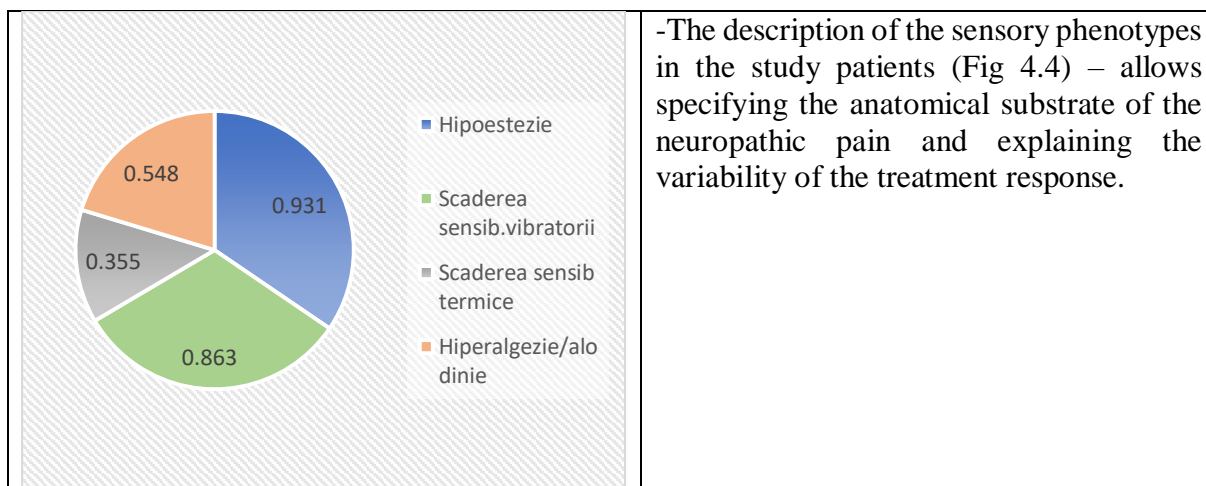 0.548
0.931
0.355
0.863
Hipoestezie
Scaderea
sensib.vibratorii
Scaderea sensib
termice
Hiperalgezie/alo
dinie
-The description of the sensory phenotypes
in the study patients (Fig 4.4) – allows
specifying the anatomical substrate of the
neuropathic pain and explaining the
variability of the treatment response.